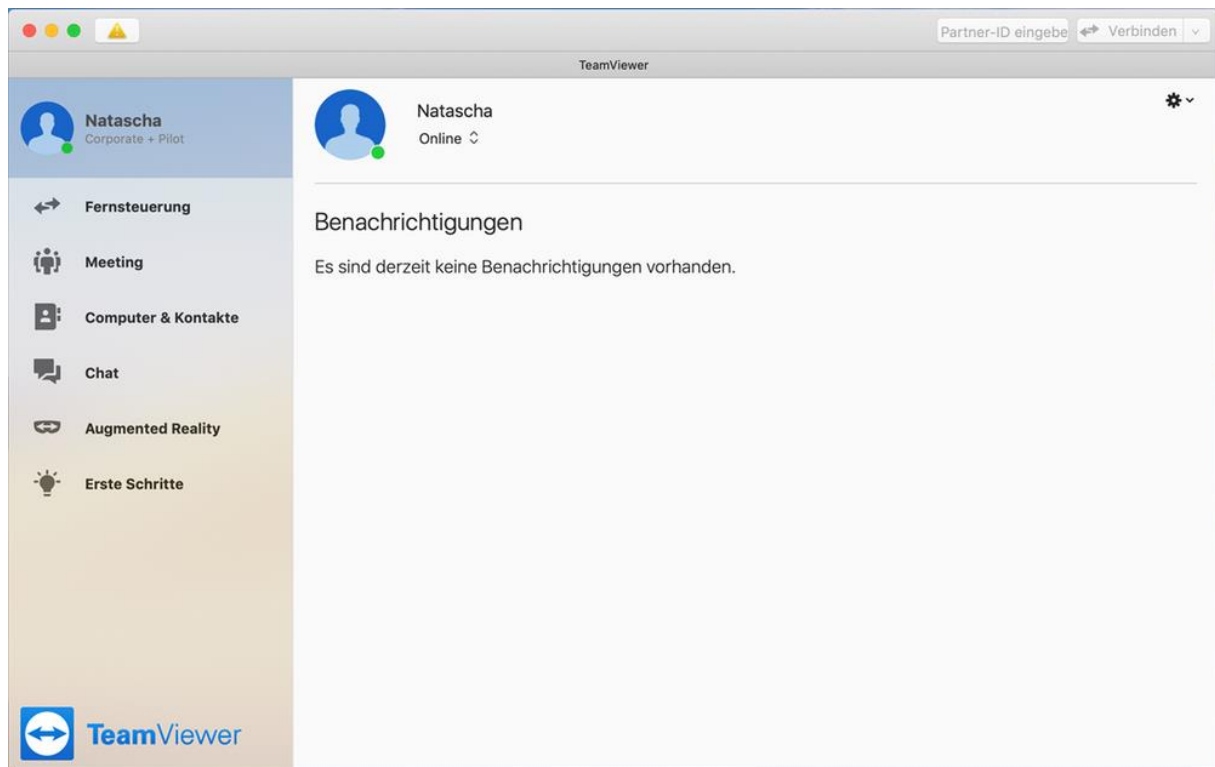 Partner-ID eingebe
Verbinden
TeamViewer
Natascha
Corporate + Pilot
Fernsteuerung
Meeting
Computer & Kontakte
Chat
Augmented Reality
Erste Schritte
TeamViewer
Natascha
Online
Benachrichtigungen
Es sind derzeit keine Benachrichtigungen vorhanden.